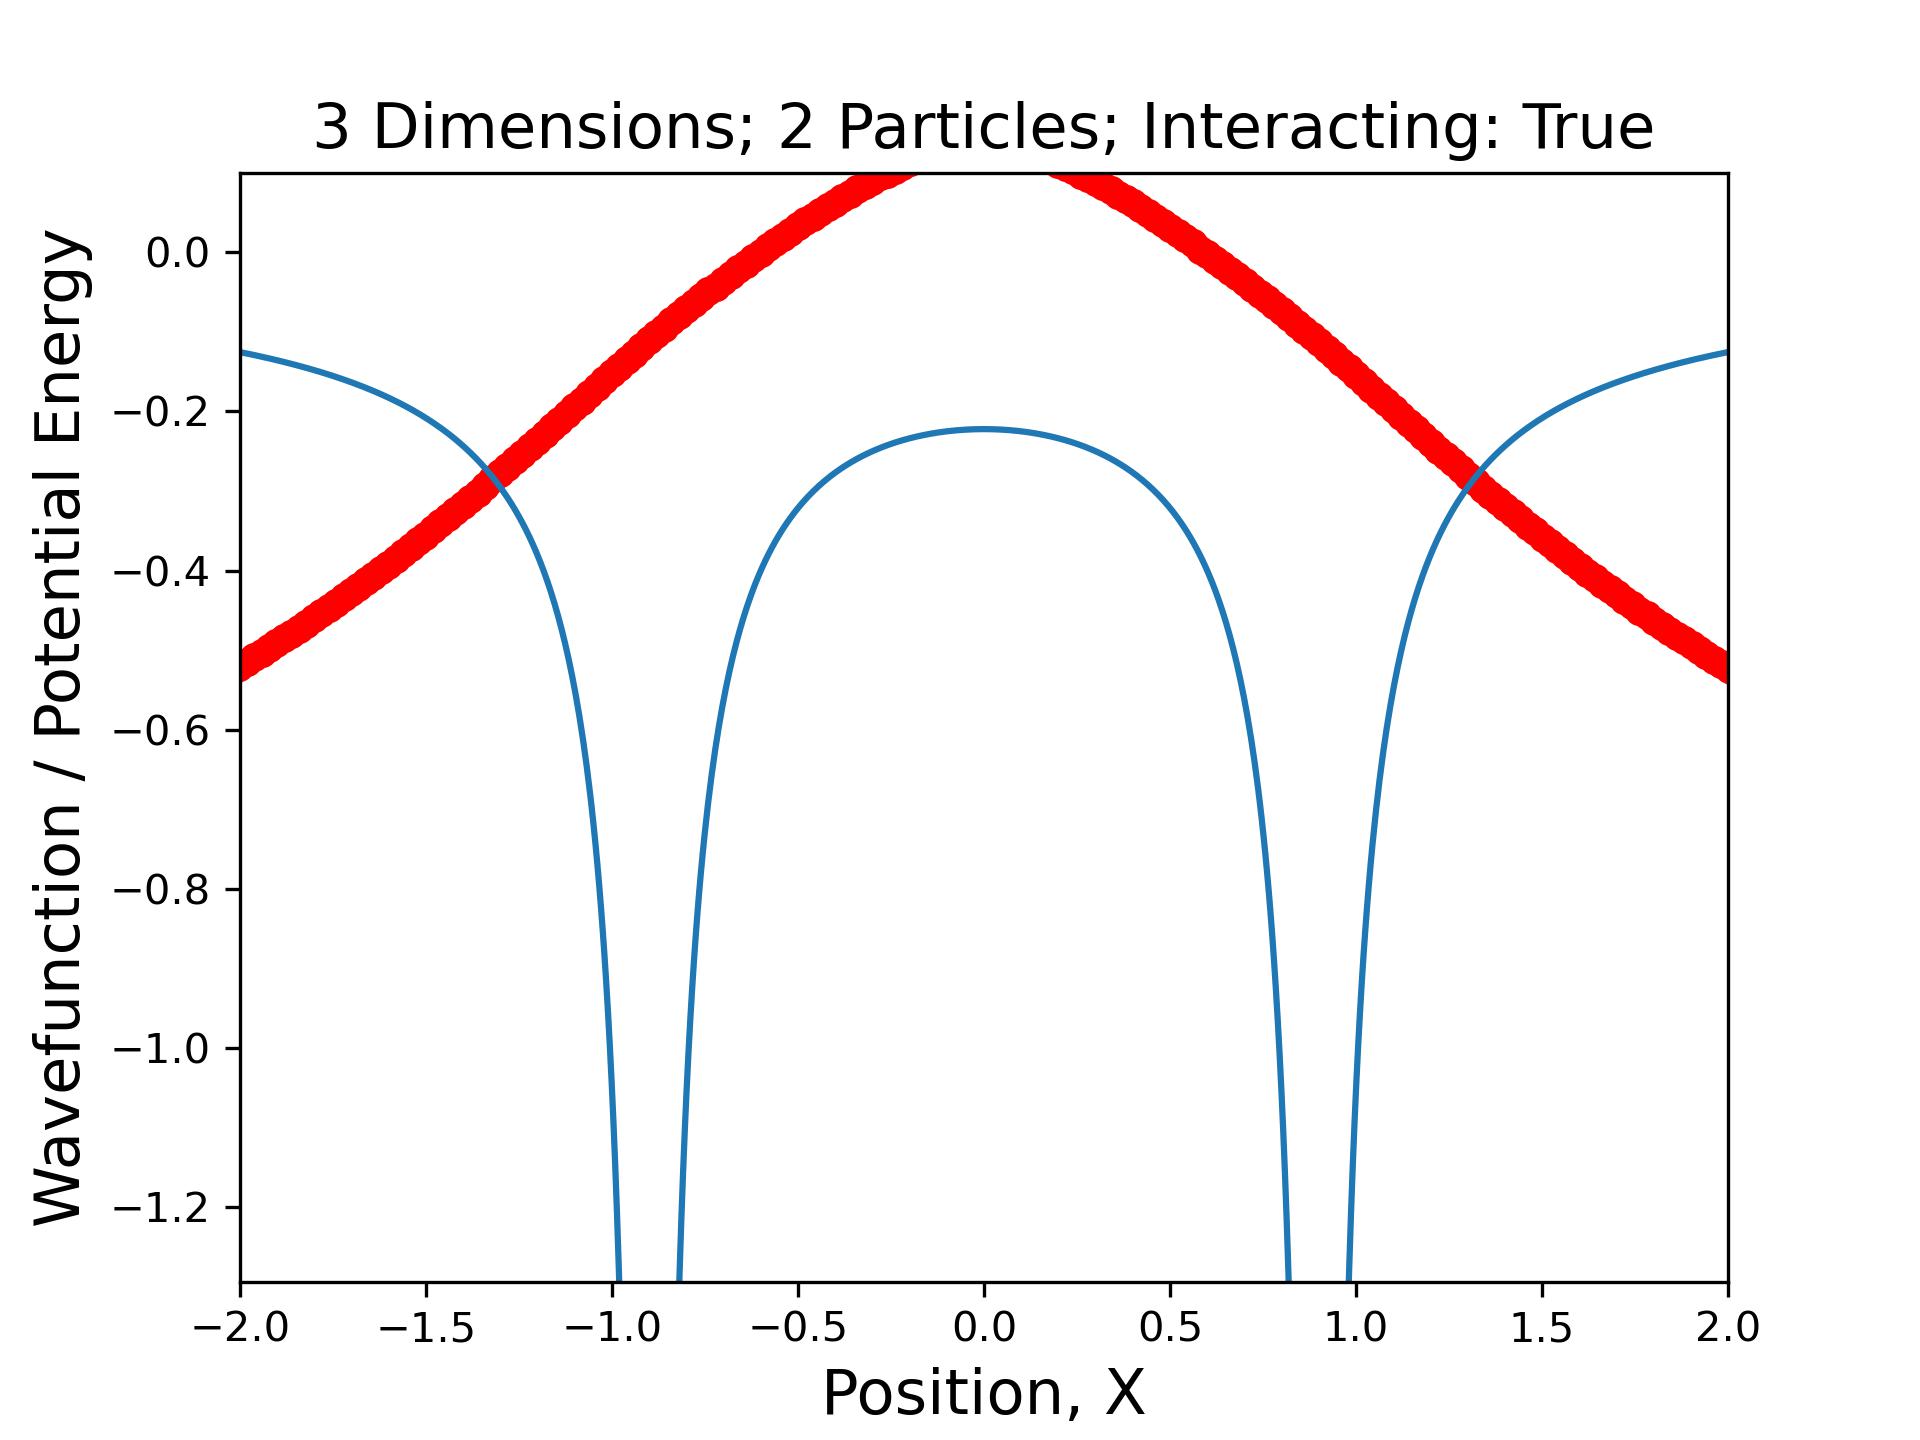 3 Dimensions; 2 Particles; Interacting: True
Wavefunction / Potential Energy
0.0
−0.2
−0.4
−0.6
−0.8
−1.0
−1.2
−2.0 −1.5 −1.0 −0.5 0.0 0.5 1.0 1.5 2.0
Position, X